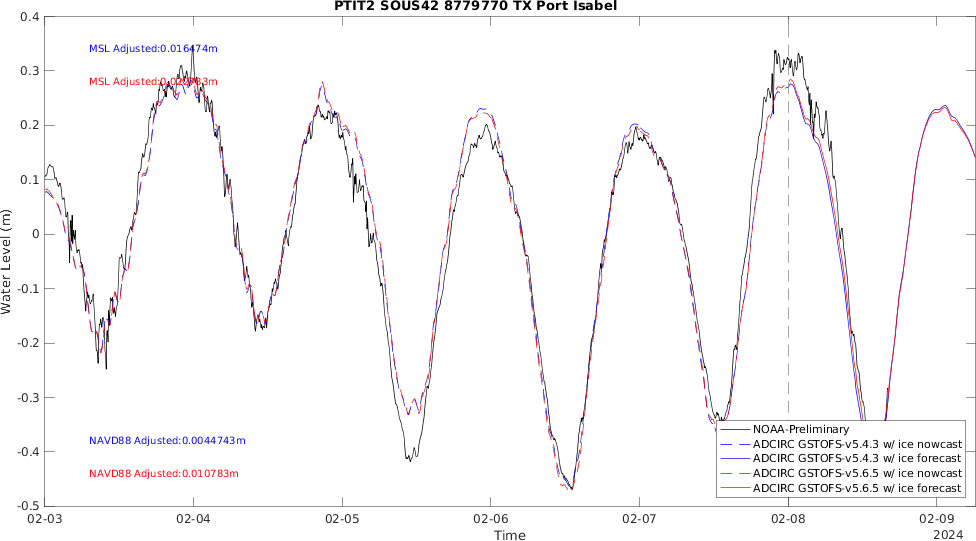 PTIT2 SOUS42 8779770 TX Port Isabel
Water Level (m)
0.4
0.3
0.2
0.1
0
-0.1
-0.2
-0.3
-0.4
-0.5
MSL Adjusted:0.016474m
MSL Adjusted:
NAVD88 Adjusted:0.0044743m
NAVD88 Adjusted:0.010783m
NOAA-Preliminary
ADCIRC GSTOFS-v5.4.3 w/ ice nowcast
ADCIRC GSTOFS-v5.4.3 w/ ice forecast
ADCIRC GSTOFS-v5.6.5 w/ ice nowcast
ADCIRC GSTOFS-v5.6.5 w/ ice forecast
02-03 02-04 02-05 02-06 02-07 02-08 02-09
Time
2024